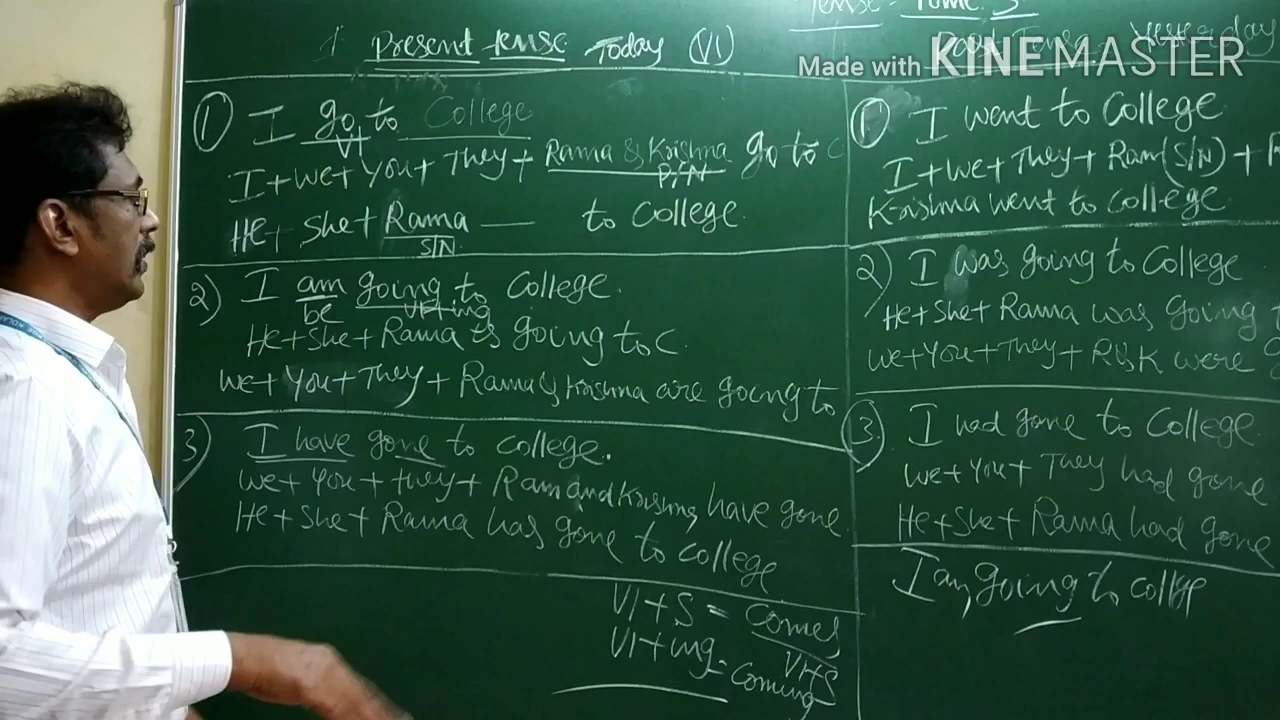 Tense - Time - S
1. Present tense Today (V1)
Past Tense - Yesterday
Made with KINEMASTER
1) I go to College
V1
I + we + You + They + Rama & Krishna go to C
P/N
He + She + Rama — to College
S/N
2) I am going to College.
be V1+ing
He + She + Rama is going to C
We + You + They + Rama & Krishna are going to
3) I have gone to College.
We + You + they + Ram and Krishna have gone
He + She + Rama has gone to College
V1 + S = Comes
V1+S
V1 + ing - Coming
1) I went to College
I + We + They + Ram (S/N) +
Krishna went to College
2) I was going to College
He + She + Rama was going
We + You + They + R&K were
3) I had gone to College
We + You + They had gone
He + She + Rama had gone
I am going to College